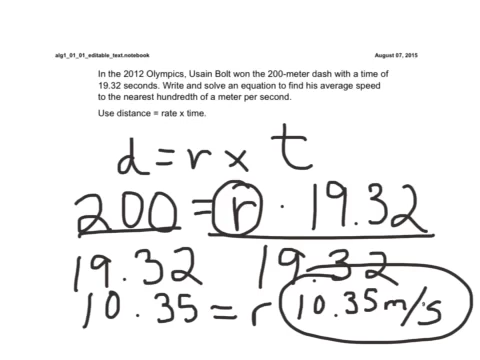 alg1_01_01_editable_text.notebook August 07, 2015
In the 2012 Olympics, Usain Bolt won the 200-meter dash with a time of
19.32 seconds. Write and solve an equation to find his average speed
to the nearest hundredth of a meter per second.
Use distance = rate x time.
d = r x t
200 = r · 19.32
19.32 19.32
10.35 = r 10.35 m/s